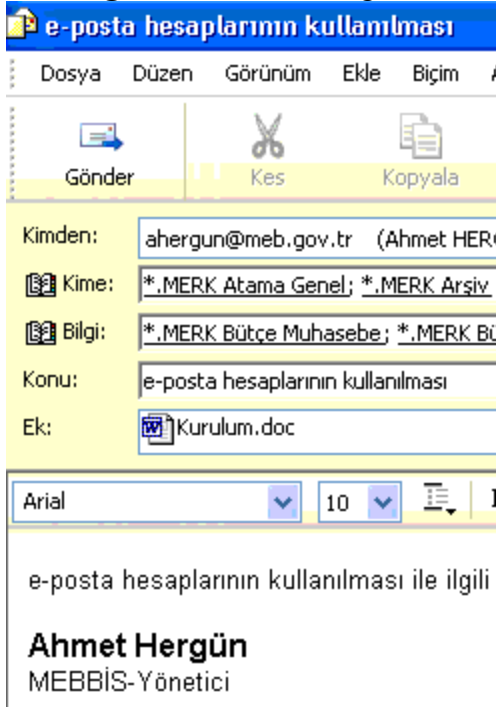 e-posta hesaplarının kullanılması
Dosya Düzen Görünüm Ekle Biçim
Gönder Kes Kopyala
Kimden: ahergun@meb.gov.tr (Ahmet HER
Kime: *.MERK Atama Genel; *.MERK Arşiv
Bilgi: *.MERK Bütçe Muhasebe; *.MERK Bü
Konu: e-posta hesaplarının kullanılması
Ek: Kurulum.doc
Arial 10
e-posta hesaplarının kullanılması ile ilgili
Ahmet Hergün
MEBBİS-Yönetici